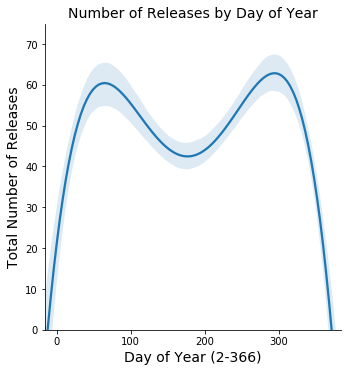 Number of Releases by Day of Year
70
60
50
40
30
20
10
0
Total Number of Releases
0 100 200 300
Day of Year (2-366)